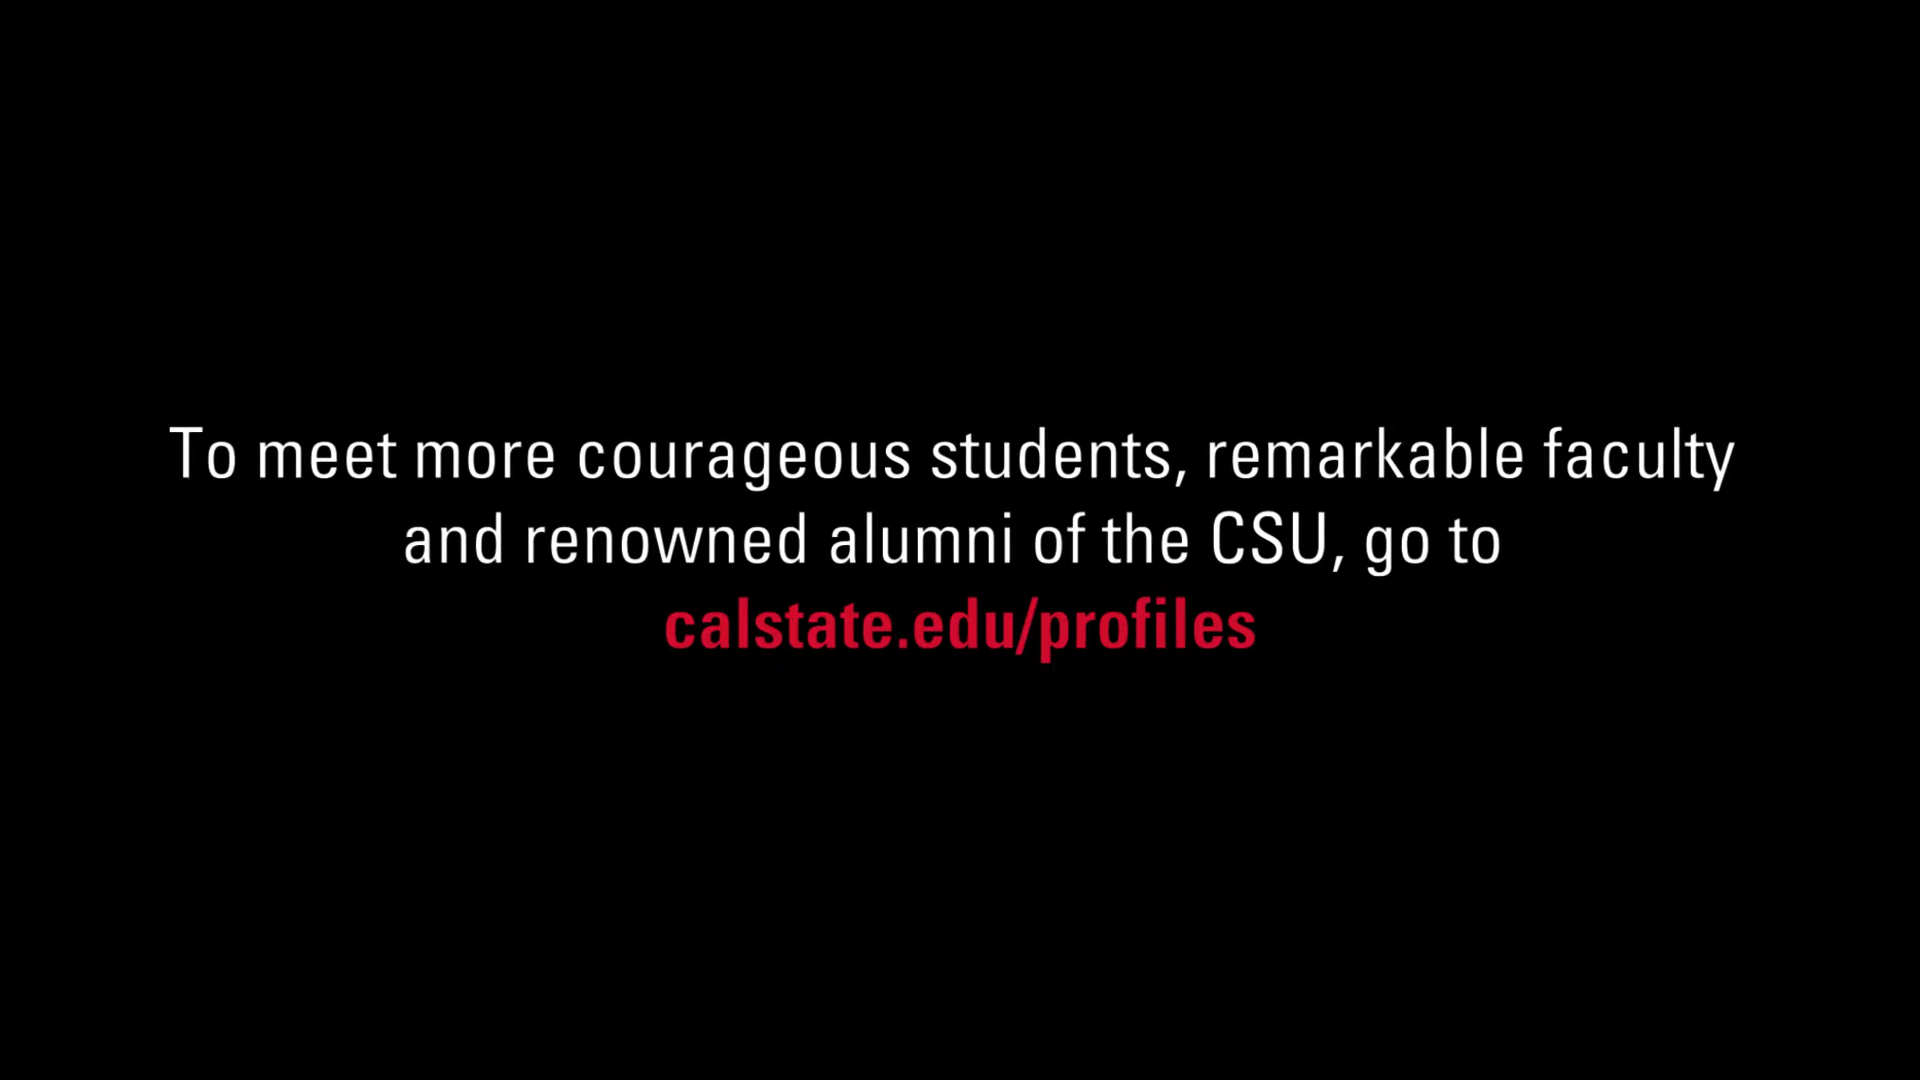 To meet more courageous students, remarkable faculty
and renowned alumni of the CSU, go to
calstate.edu/profiles